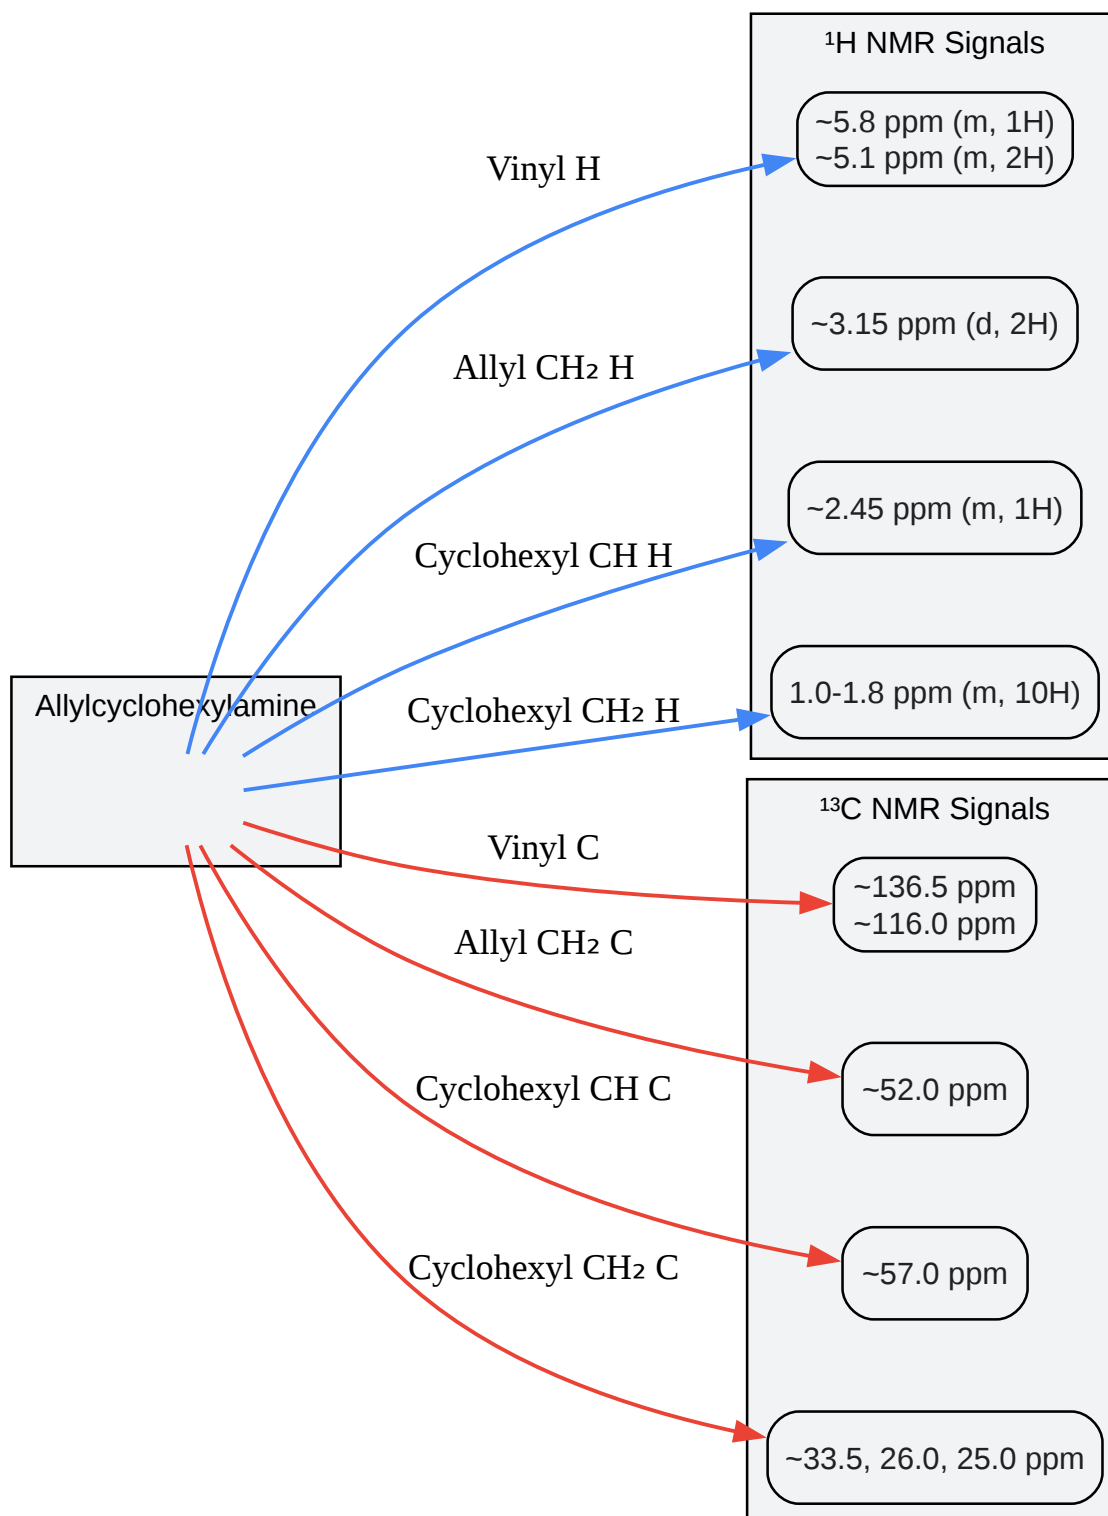 ¹H NMR Signals
~5.8 ppm (m, 1H)
~5.1 ppm (m, 2H)
Vinyl H
~3.15 ppm (d, 2H)
Allyl CH₂ H
~2.45 ppm (m, 1H)
Cyclohexyl CH H
1.0-1.8 ppm (m, 10H)
Cyclohexyl CH₂ H
Allylcyclohexylamine
¹³C NMR Signals
Vinyl C
~136.5 ppm
~116.0 ppm
Allyl CH₂ C
~52.0 ppm
Cyclohexyl CH C
~57.0 ppm
Cyclohexyl CH₂ C
~33.5, 26.0, 25.0 ppm